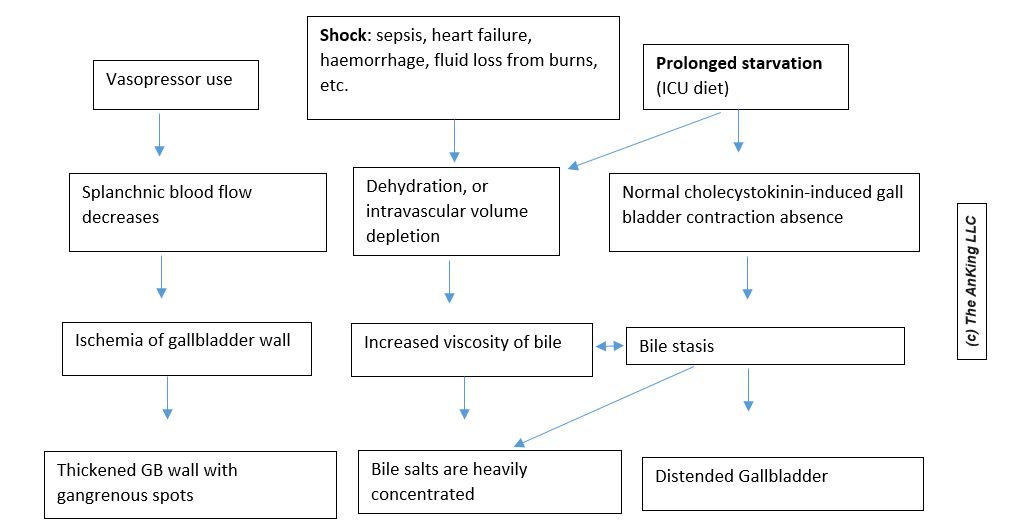 Vasopressor use
Shock: sepsis, heart failure,
haemorrhage, fluid loss from burns,
etc.
Prolonged starvation
(ICU diet)
Splanchnic blood flow
decreases
Dehydration, or
intravascular volume
depletion
Normal cholecystokinin-induced gall
bladder contraction absence
Ischemia of gallbladder wall
Increased viscosity of bile
Bile stasis
Thickened GB wall with
gangrenous spots
Bile salts are heavily
concentrated
Distended Gallbladder
(c) The AnKing LLC